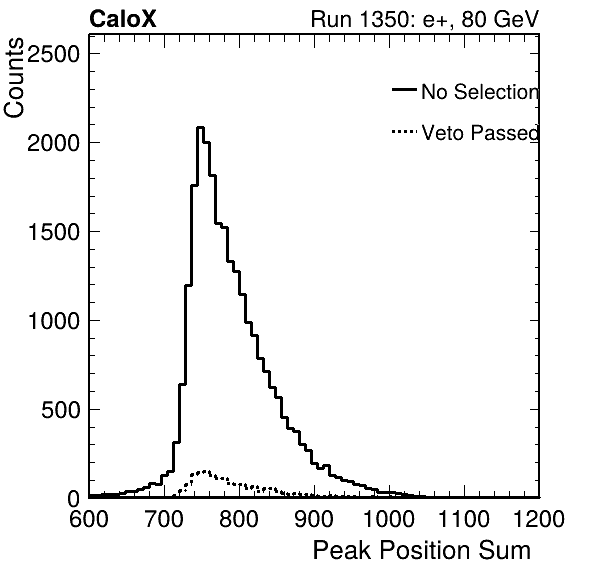 CaloX Run 1350: e+, 80 GeV
Counts
2500
2000
1500
1000
500
0
No Selection
Veto Passed
600 700 800 900 1000 1100 1200
Peak Position Sum